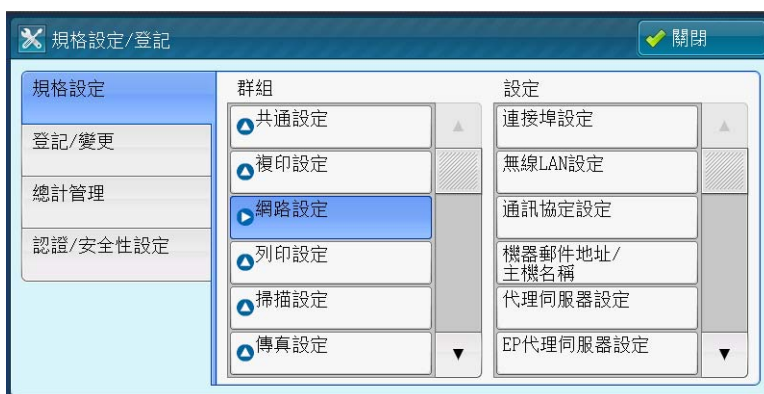 規格設定/登記
關閉
規格設定
登記/變更
總計管理
認證/安全性設定
群組
共通設定
複印設定
網路設定
列印設定
掃描設定
傳真設定
設定
連接埠設定
無線LAN設定
通訊協定設定
機器郵件地址/
主機名稱
代理伺服器設定
EP代理伺服器設定